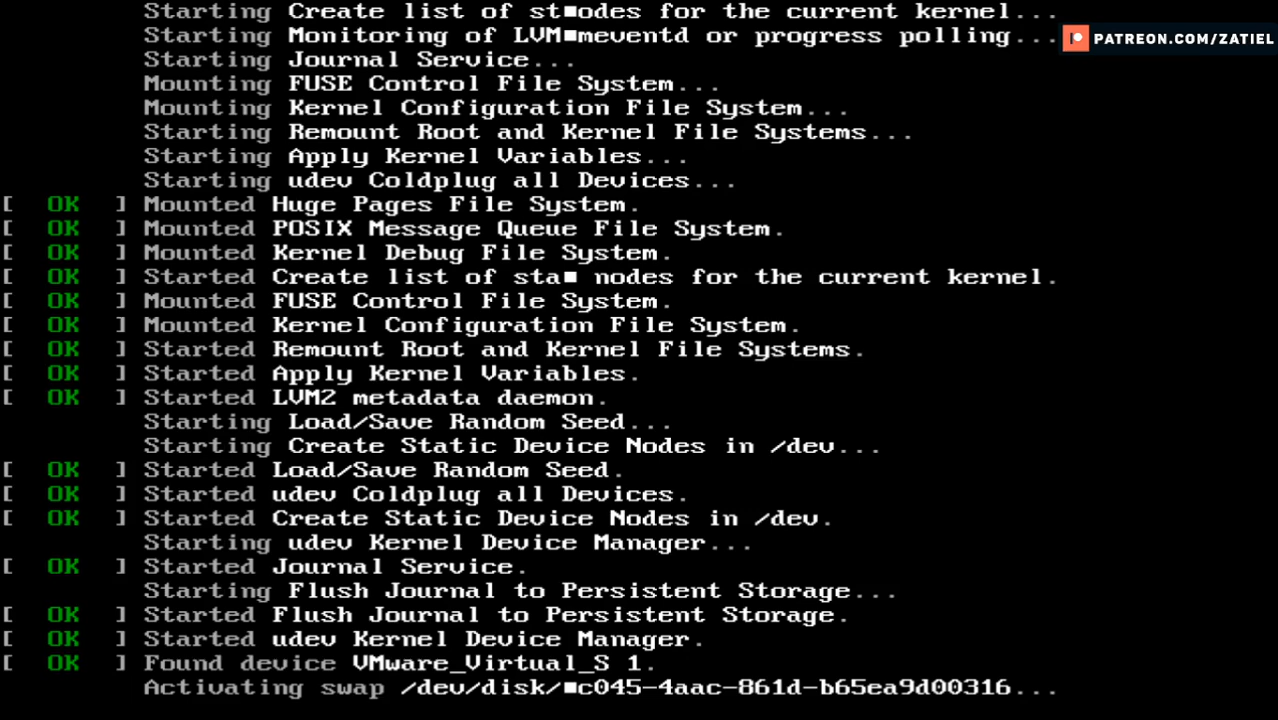 Starting Create list of st■odes for the current kernel...
Starting Monitoring of LVM■meventd or progress polling...
PATREON.COM/ZATIEL
Starting Journal Service...
Mounting FUSE Control File System...
Mounting Kernel Configuration File System...
Starting Remount Root and Kernel File Systems...
Starting Apply Kernel Variables...
Starting udev Coldplug all Devices...
[ OK ] Mounted Huge Pages File System.
[ OK ] Mounted POSIX Message Queue File System.
[ OK ] Mounted Kernel Debug File System.
[ OK ] Started Create list of sta■ nodes for the current kernel.
[ OK ] Mounted FUSE Control File System.
[ OK ] Mounted Kernel Configuration File System.
[ OK ] Started Remount Root and Kernel File Systems.
[ OK ] Started Apply Kernel Variables.
[ OK ] Started LVM2 metadata daemon.
Starting Load/Save Random Seed...
Starting Create Static Device Nodes in /dev...
[ OK ] Started Load/Save Random Seed.
[ OK ] Started udev Coldplug all Devices.
[ OK ] Started Create Static Device Nodes in /dev.
Starting udev Kernel Device Manager...
[ OK ] Started Journal Service.
Starting Flush Journal to Persistent Storage...
[ OK ] Started Flush Journal to Persistent Storage.
[ OK ] Started udev Kernel Device Manager.
[ OK ] Found device VMware_Virtual_S 1.
Activating swap /dev/disk/■c045-4aac-861d-b65ea9d00316...